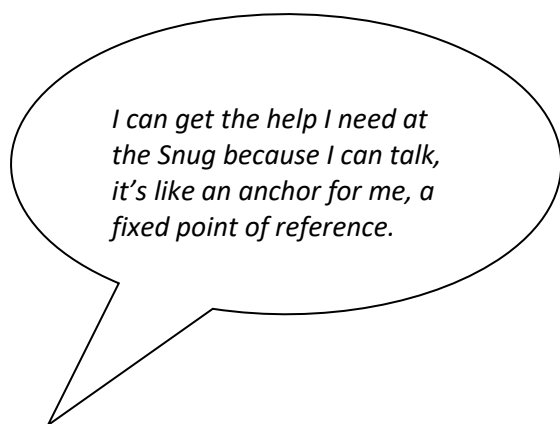 I can get the help I need at
the Snug because I can talk,
it’s like an anchor for me, a
fixed point of reference.